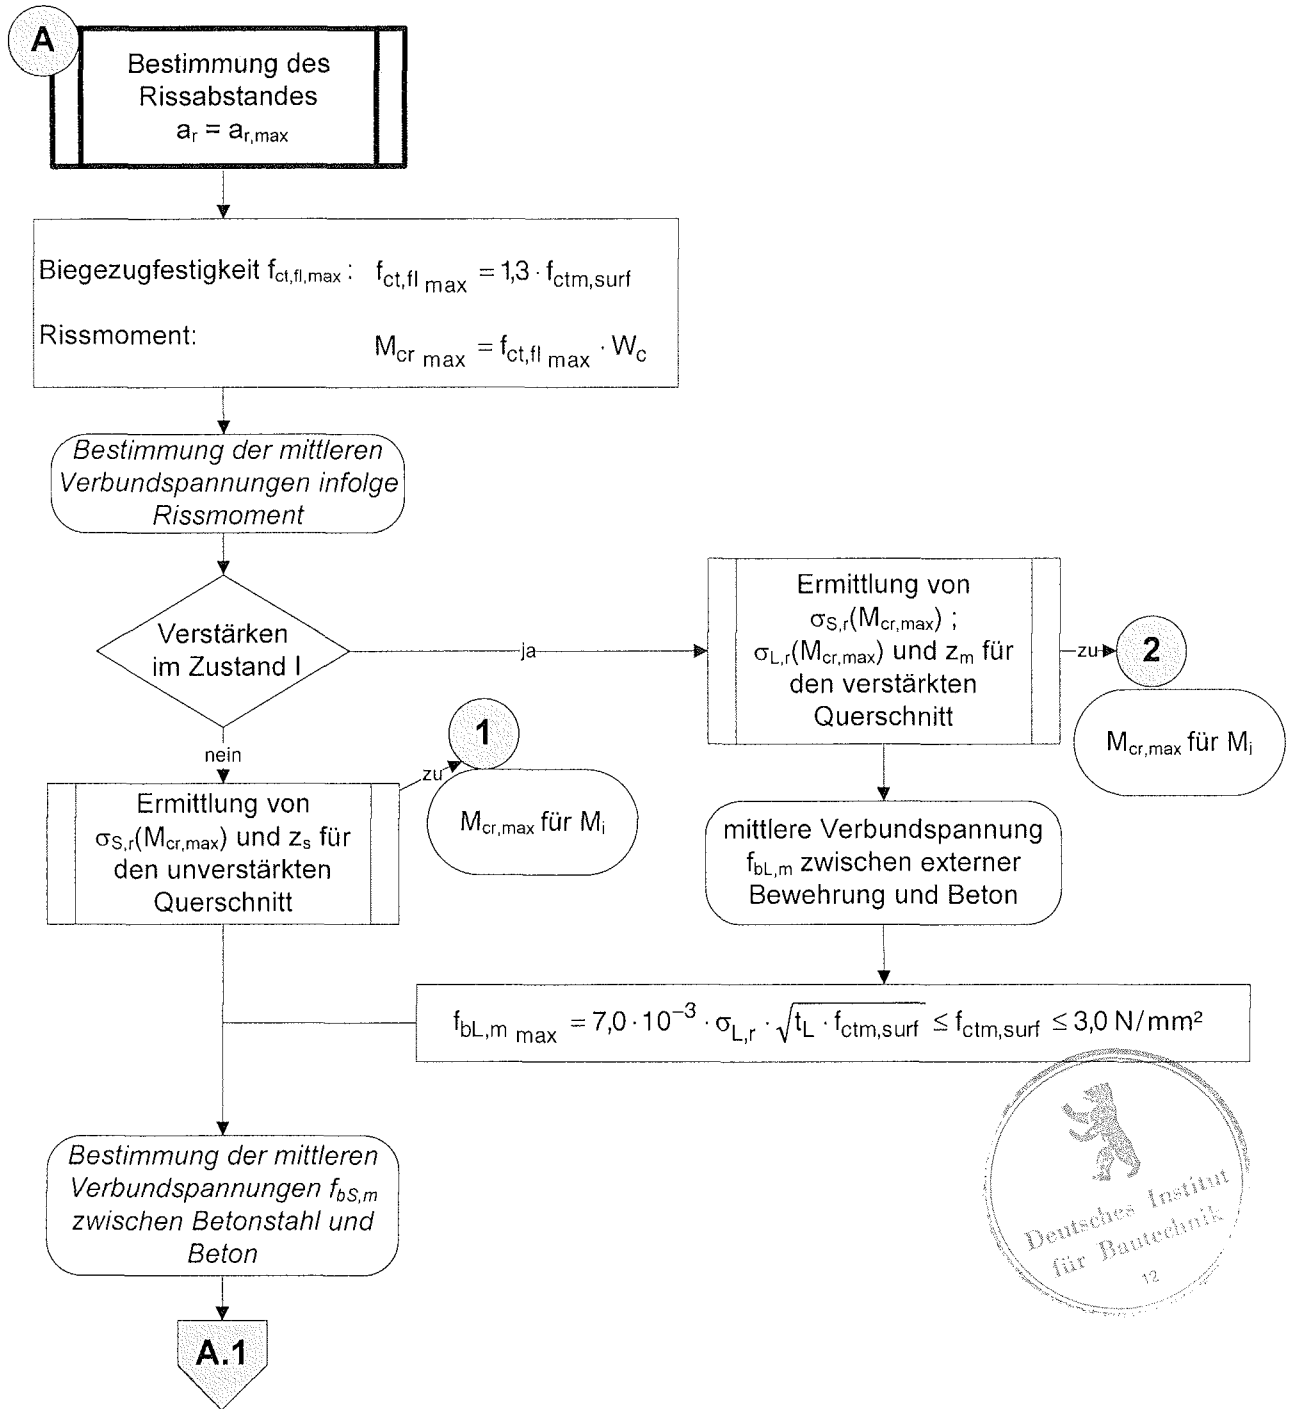 A
Bestimmung des
Rissabstandes
a_r = a_r,max
Biegezugfestigkeit f_ct,fl,max : f_ct,fl max = 1,3 · f_ctm,surf
Rissmoment: M_cr max = f_ct,fl max · W_c
Bestimmung der mittleren
Verbundspannungen infolge
Rissmoment
Verstärken
im Zustand I
ja
Ermittlung von
σ_S,r(M_cr,max) ;
σ_L,r(M_cr,max) und z_m für
den verstärkten
Querschnitt
zu
2
M_cr,max für M_i
nein
Ermittlung von
σ_S,r(M_cr,max) und z_s für
den unverstärkten
Querschnitt
zu
1
M_cr,max für M_i
mittlere Verbundspannung
f_bL,m zwischen externer
Bewehrung und Beton
f_bL,m max = 7,0 · 10⁻³ · σ_L,r · √(t_L · f_ctm,surf) ≤ f_ctm,surf ≤ 3,0 N/mm²
Bestimmung der mittleren
Verbundspannungen f_bS,m
zwischen Betonstahl und
Beton
A.1
Deutsches Institut
für Bautechnik
12